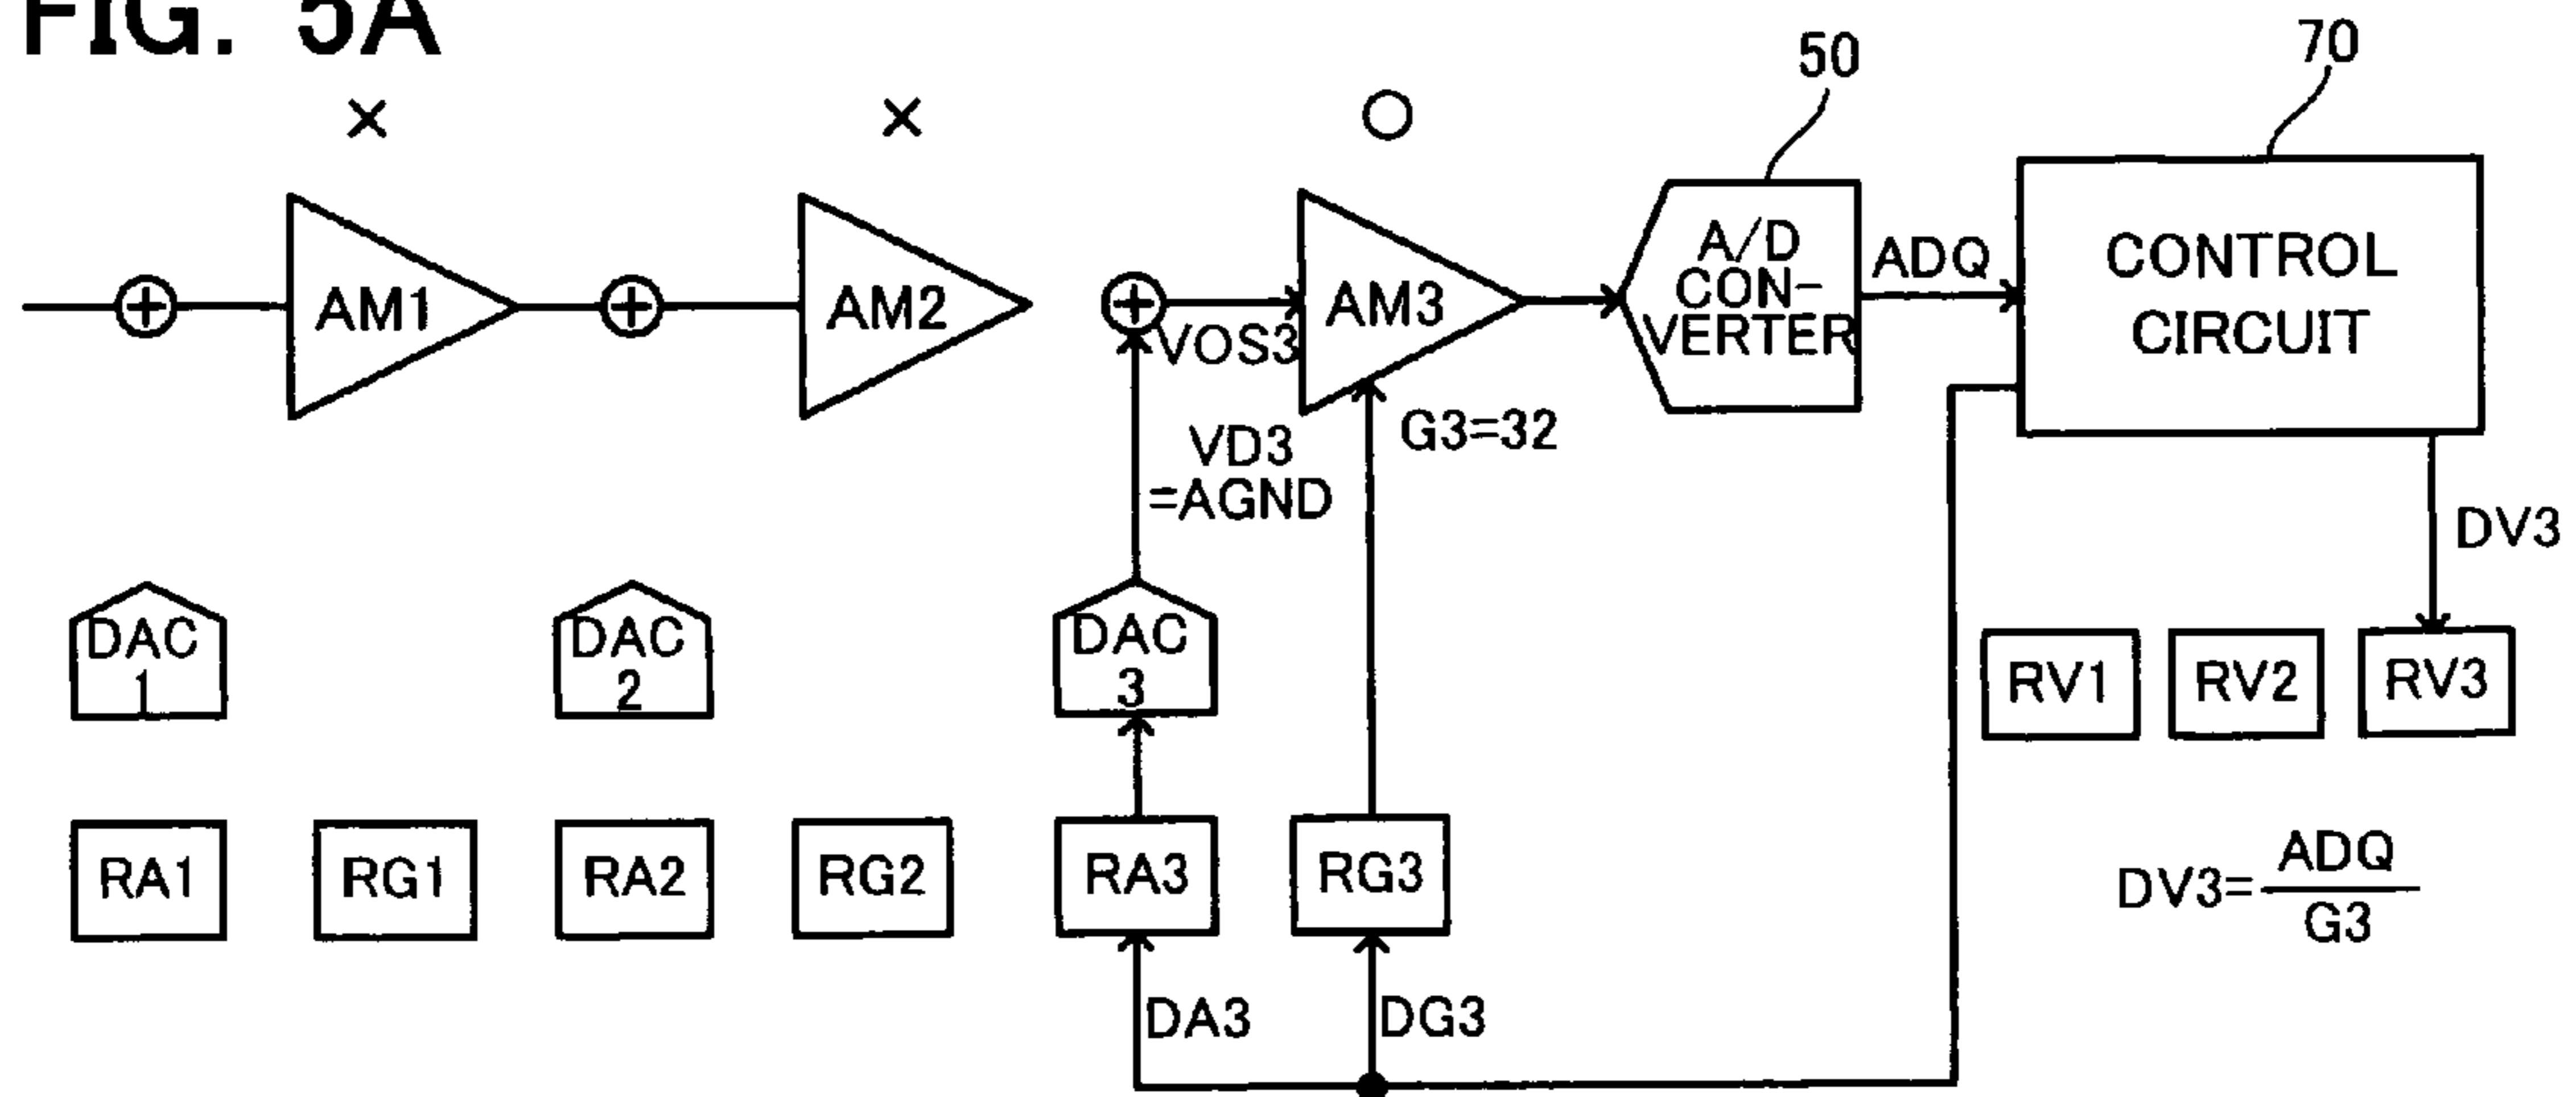 FIG. 5A
50
70
×
×
○
AM1
AM2
VOS3
AM3
A/D
CON-
VERTER
ADQ
CONTROL
CIRCUIT
VD3
=AGND
G3=32
DV3
DAC
1
DAC
2
DAC
3
RV1
RV2
RV3
RA1
RG1
RA2
RG2
RA3
RG3
DV3=ADQ/G3
DA3
DG3